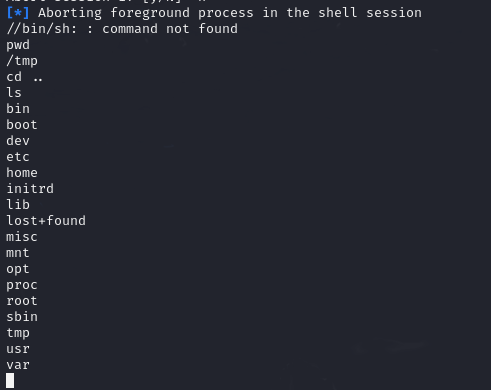 [*] Aborting foreground process in the shell session
//bin/sh: : command not found
pwd
/tmp
cd ..
ls
bin
boot
dev
etc
home
initrd
lib
lost+found
misc
mnt
opt
proc
root
sbin
tmp
usr
var